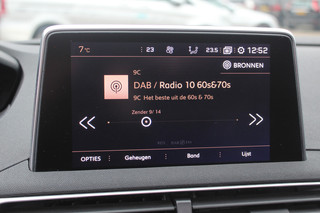 7°C 23 23.5 12:52
BRONNEN
9C
DAB / Radio 10 60s&70s
9C Het beste uit de 60s & 70s
Zender 9/ 14
OPTIES Geheugen Band Lijst